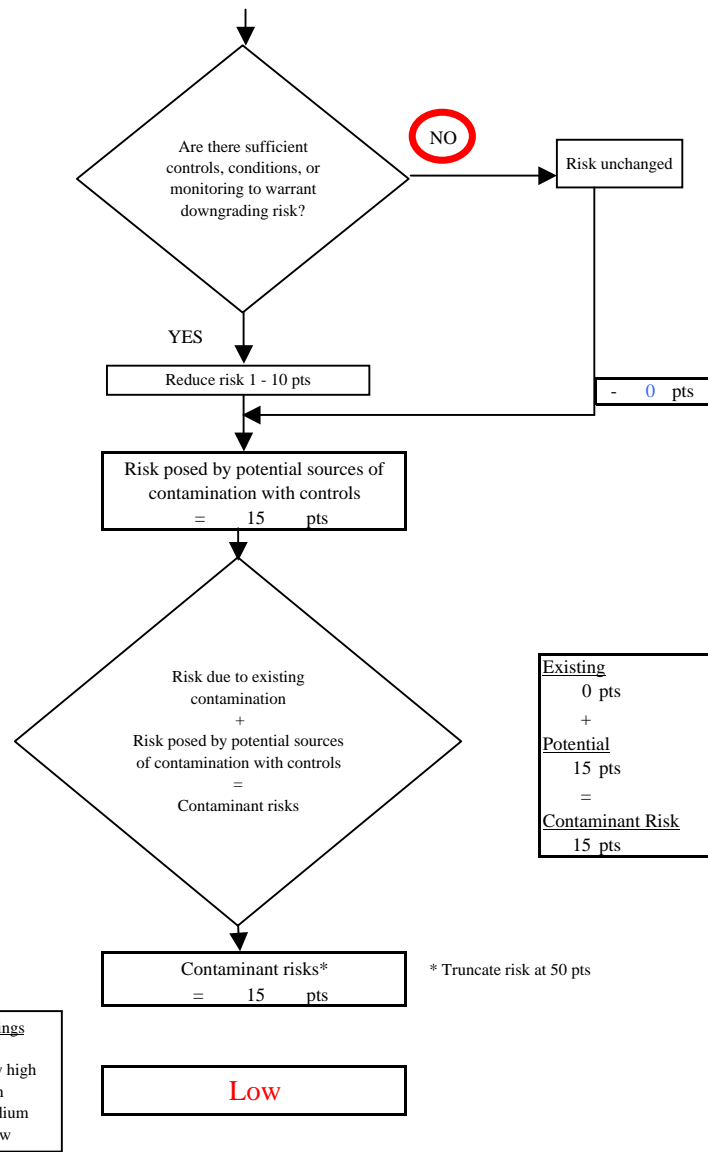 Are there sufficient
controls, conditions, or
monitoring to warrant
downgrading risk?
NO
Risk unchanged
YES
Reduce risk 1 - 10 pts
- 0 pts
Risk posed by potential sources of
contamination with controls
= 15 pts
Risk due to existing
contamination
+
Risk posed by potential sources
of contamination with controls
=
Contaminant risks
Existing
0 pts
+
Potential
15 pts
=
Contaminant Risk
15 pts
Contaminant risks*
= 15 pts
* Truncate risk at 50 pts
high
Low